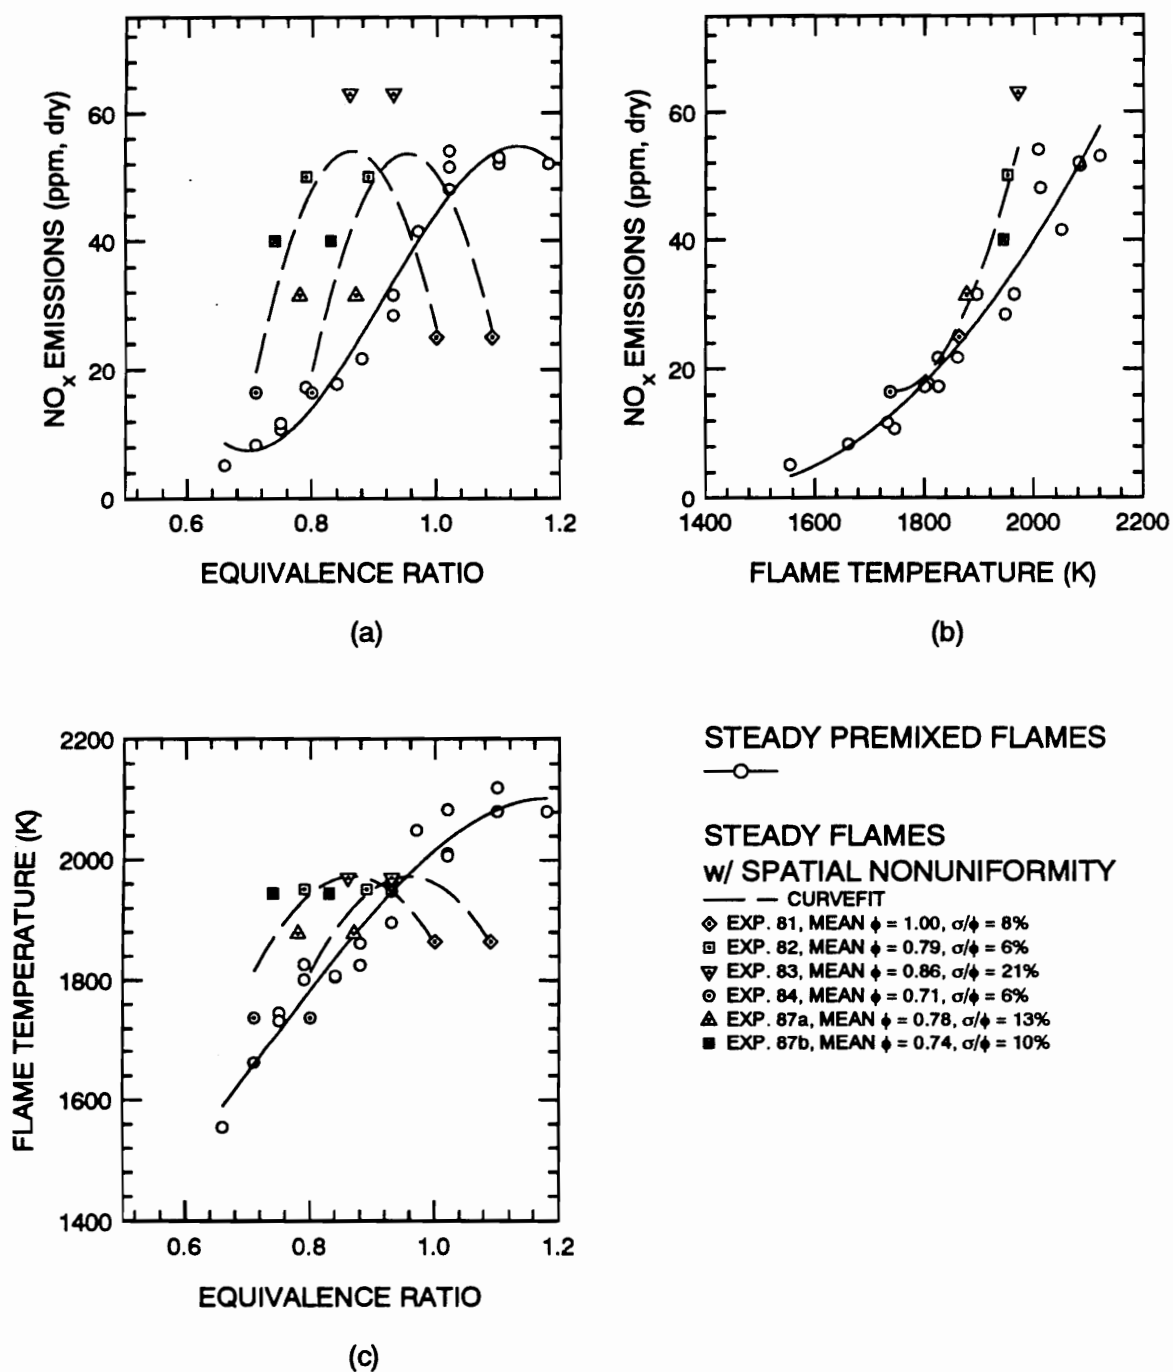 NOx EMISSIONS (ppm, dry)
60
40
20
0
0.6 0.8 1.0 1.2
EQUIVALENCE RATIO
(a)
NOx EMISSIONS (ppm, dry)
60
40
20
0
1400 1600 1800 2000 2200
FLAME TEMPERATURE (K)
(b)
FLAME TEMPERATURE (K)
2200
2000
1800
1600
1400
0.6 0.8 1.0 1.2
EQUIVALENCE RATIO
(c)
STEADY PREMIXED FLAMES
STEADY FLAMES
w/ SPATIAL NONUNIFORMITY
CURVEFIT
EXP. 81, MEAN ϕ = 1.00, σ/ϕ = 8%
EXP. 82, MEAN ϕ = 0.79, σ/ϕ = 6%
EXP. 83, MEAN ϕ = 0.86, σ/ϕ = 21%
EXP. 84, MEAN ϕ = 0.71, σ/ϕ = 6%
EXP. 87a, MEAN ϕ = 0.78, σ/ϕ = 13%
EXP. 87b, MEAN ϕ = 0.74, σ/ϕ = 10%